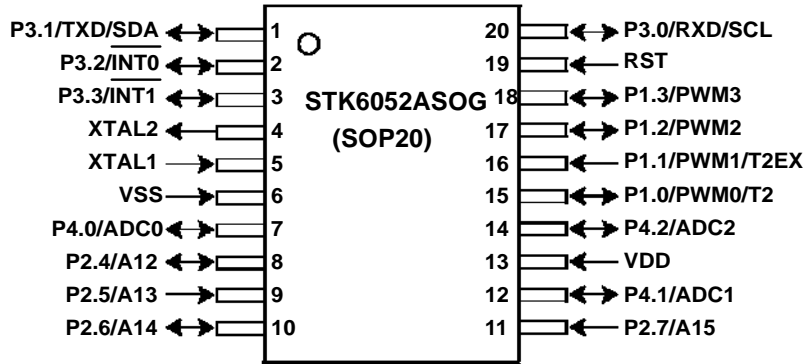 P3.1/TXD/SDA 1 20 P3.0/RXD/SCL
P3.2/INT0 2 19 RST
P3.3/INT1 3 STK6052ASOG 18 P1.3/PWM3
XTAL2 4 (SOP20) 17 P1.2/PWM2
XTAL1 5 16 P1.1/PWM1/T2EX
VSS 6 15 P1.0/PWM0/T2
P4.0/ADC0 7 14 P4.2/ADC2
P2.4/A12 8 13 VDD
P2.5/A13 9 12 P4.1/ADC1
P2.6/A14 10 11 P2.7/A15